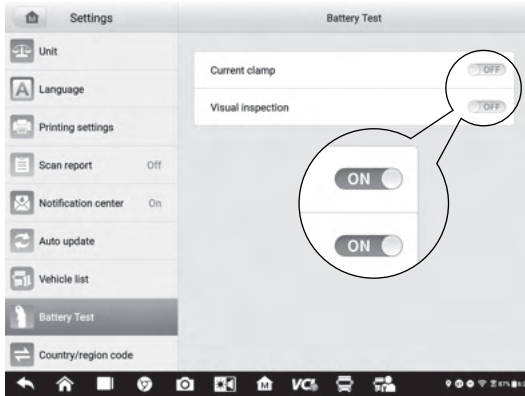 Settings
Battery Test
Unit
Language
Printing settings
Scan report Off
Notification center On
Auto update
Vehicle list
Battery Test
Country/region code
Current clamp OFF
Visual inspection OFF
ON
ON
VCS